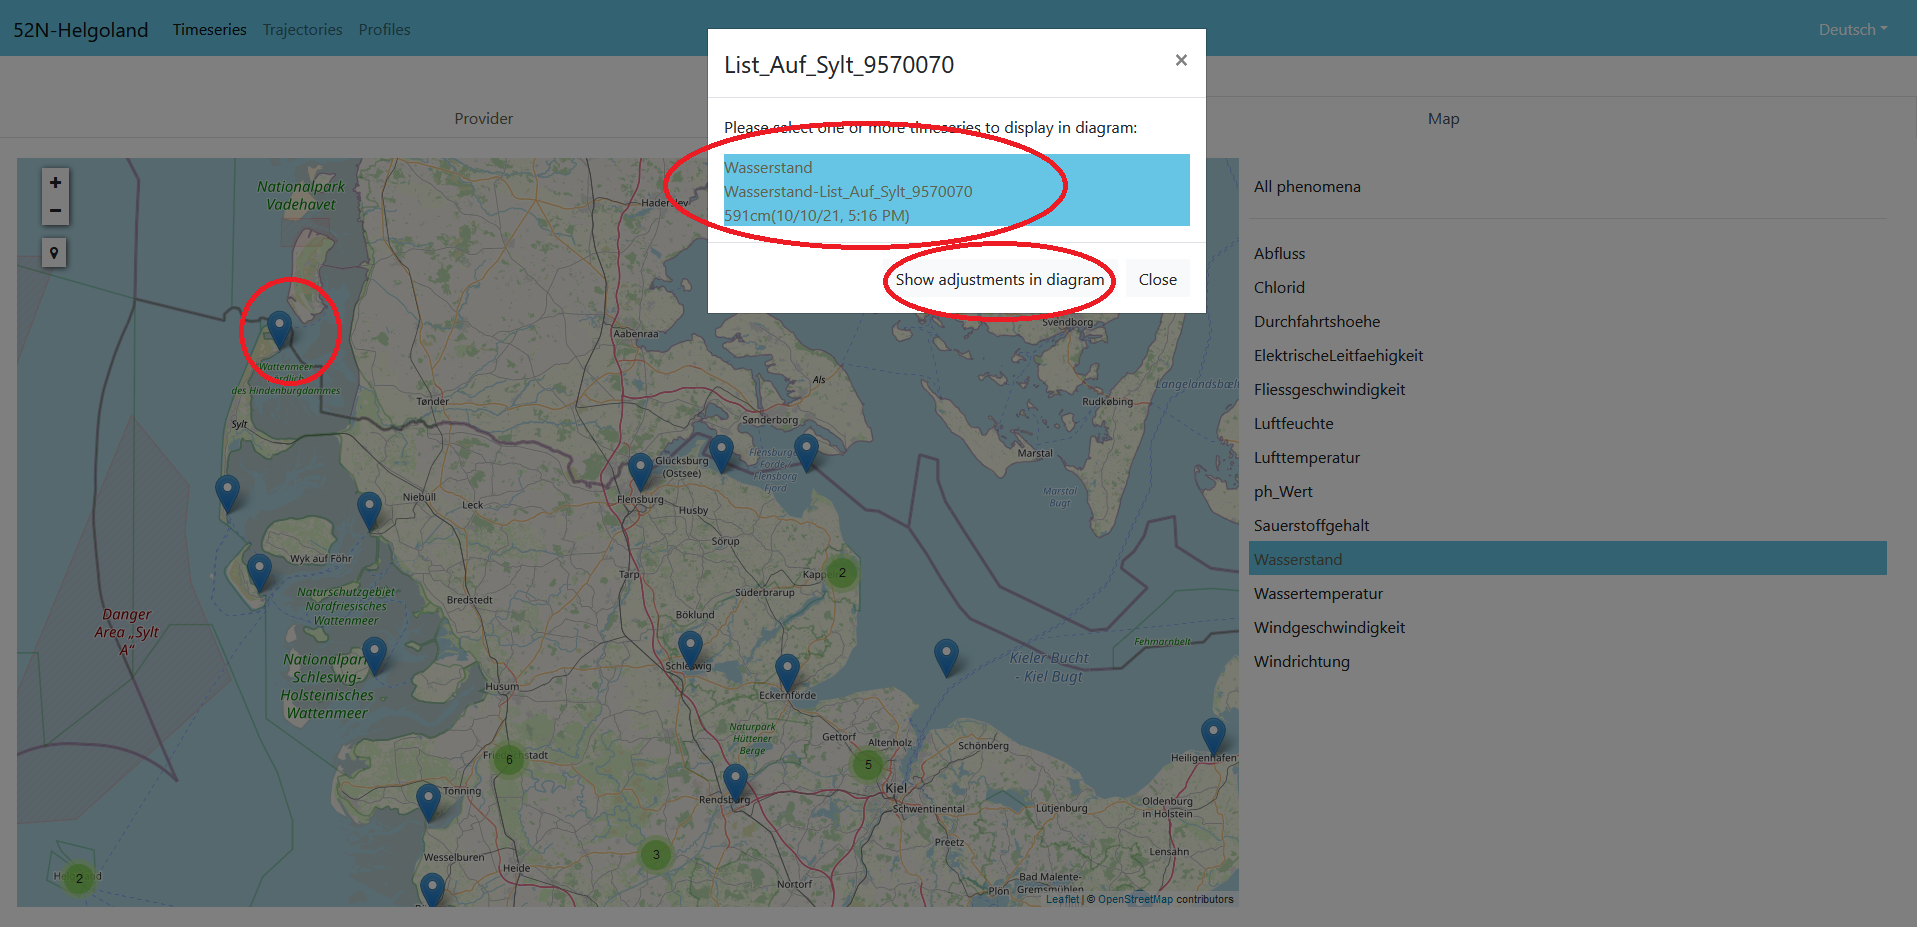 52N-Helgoland
Timeseries
Trajectories
Profiles
Deutsch
List_Auf_Sylt_9570070
×
Please select one or more timeseries to display in diagram:
Wasserstand
Wasserstand-List_Auf_Sylt_9570070
591cm(10/10/21, 5:16 PM)
Show adjustments in diagram
Close
Provider
Map
+
−
Nationalpark
Vadehavet
Haderslev
Aabenraa
Svendborg
Wattenmeer
nördlich
des Hindenburgdammes
Als
Langelandsbælt
Tønder
Rudkøbing
Sylt
Sønderborg
Glücksburg
(Ostsee)
Flensburger
Förde /
Flensborg
Fjord
Marstal
Niebüll
Leck
Flensburg
Husby
Marstal
Bugt
Sörup
Wyk auf Föhr
Tarp
Kappeln
2
Naturschutzgebiet
Nordfriesisches
Wattenmeer
Bredstedt
Süderbrarup
Böklund
Danger
Area „Sylt
A“
Nationalpark
Schleswig-
Holsteinisches
Wattenmeer
Schleswig
Kieler Bucht
- Kiel Bugt
Fehmarnbelt
Husum
Eckernförde
Naturpark
Hüttener
Berge
Gettorf
Altenholz
Schönberg
Friedrichstadt
6
5
Heiligenhafen
Tönning
Rendsburg
Kiel
Schwentinental
Lütjenburg
Oldenburg
in Holstein
Preetz
Wesselburen
Heide
3
Lensahn
Helgoland
2
Nortorf
Plön
Bad Malente-
Gremsmühlen
Leaflet | © OpenStreetMap contributors
All phenomena
Abfluss
Chlorid
Durchfahrtshoehe
ElektrischeLeitfaehigkeit
Fliessgeschwindigkeit
Luftfeuchte
Lufttemperatur
ph_Wert
Sauerstoffgehalt
Wasserstand
Wassertemperatur
Windgeschwindigkeit
Windrichtung